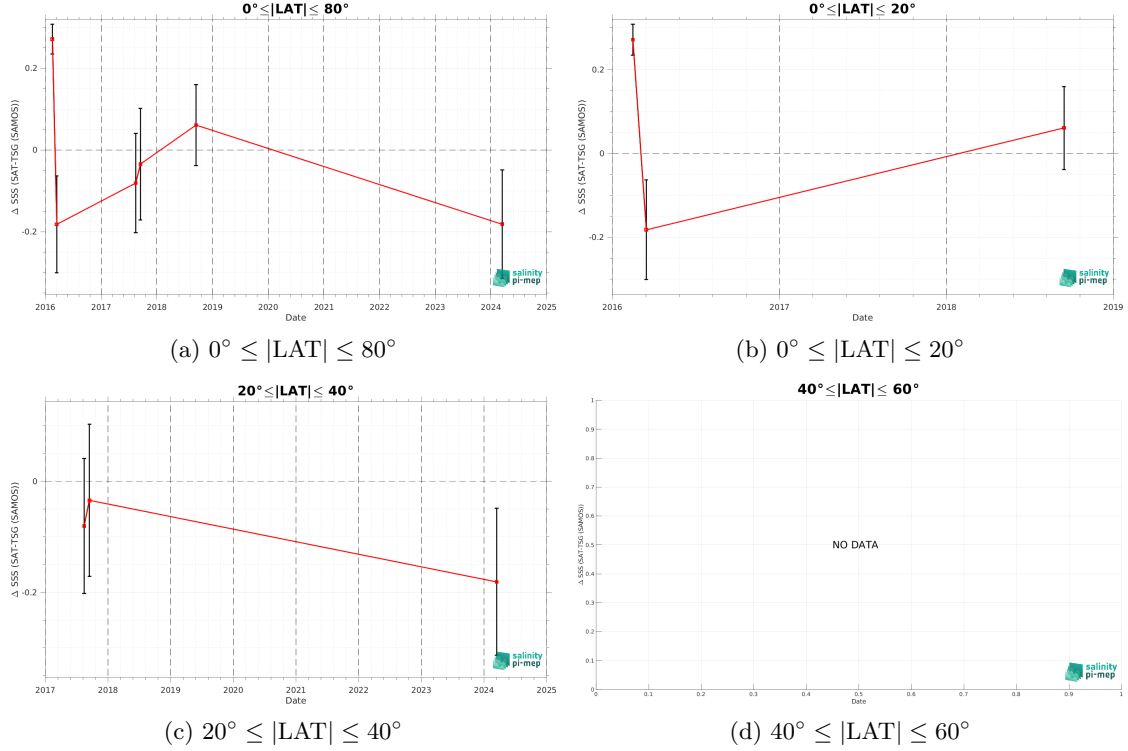 0°≤|LAT|≤ 80°
Δ SSS (SAT-TSG (SAMOS))
0.2
0
-0.2
2016 2017 2018 2019 2020 2021 2022 2023 2024 2025
Date
salinity
pi-mep
(a) 0° ≤ |LAT| ≤ 80°
0°≤|LAT|≤ 20°
Δ SSS (SAT-TSG (SAMOS))
0.2
0
-0.2
2016 2017 2018 2019
Date
salinity
pi-mep
(b) 0° ≤ |LAT| ≤ 20°
20°≤|LAT|≤ 40°
Δ SSS (SAT-TSG (SAMOS))
0
-0.2
2017 2018 2019 2020 2021 2022 2023 2024 2025
Date
salinity
pi-mep
(c) 20° ≤ |LAT| ≤ 40°
40°≤|LAT|≤ 60°
Δ SSS (SAT-TSG (SAMOS))
1
0.9
0.8
0.7
0.6
0.5
0.4
0.3
0.2
0.1
0
NO DATA
0 0.1 0.2 0.3 0.4 0.5 0.6 0.7 0.8 0.9 1
Date
salinity
pi-mep
(d) 40° ≤ |LAT| ≤ 60°